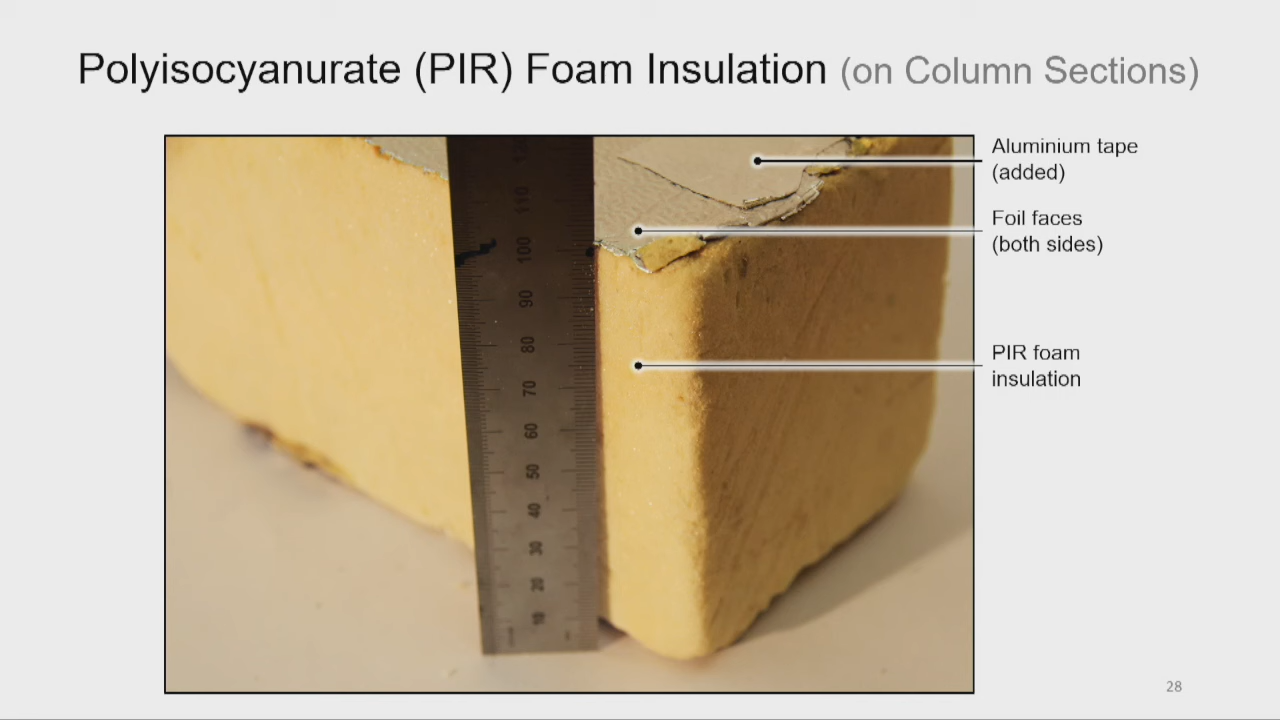 Polyisocyanurate (PIR) Foam Insulation (on Column Sections)
Aluminium tape
(added)
Foil faces
(both sides)
PIR foam
insulation
110
100
90
80
70
60
50
40
30
20
10
28